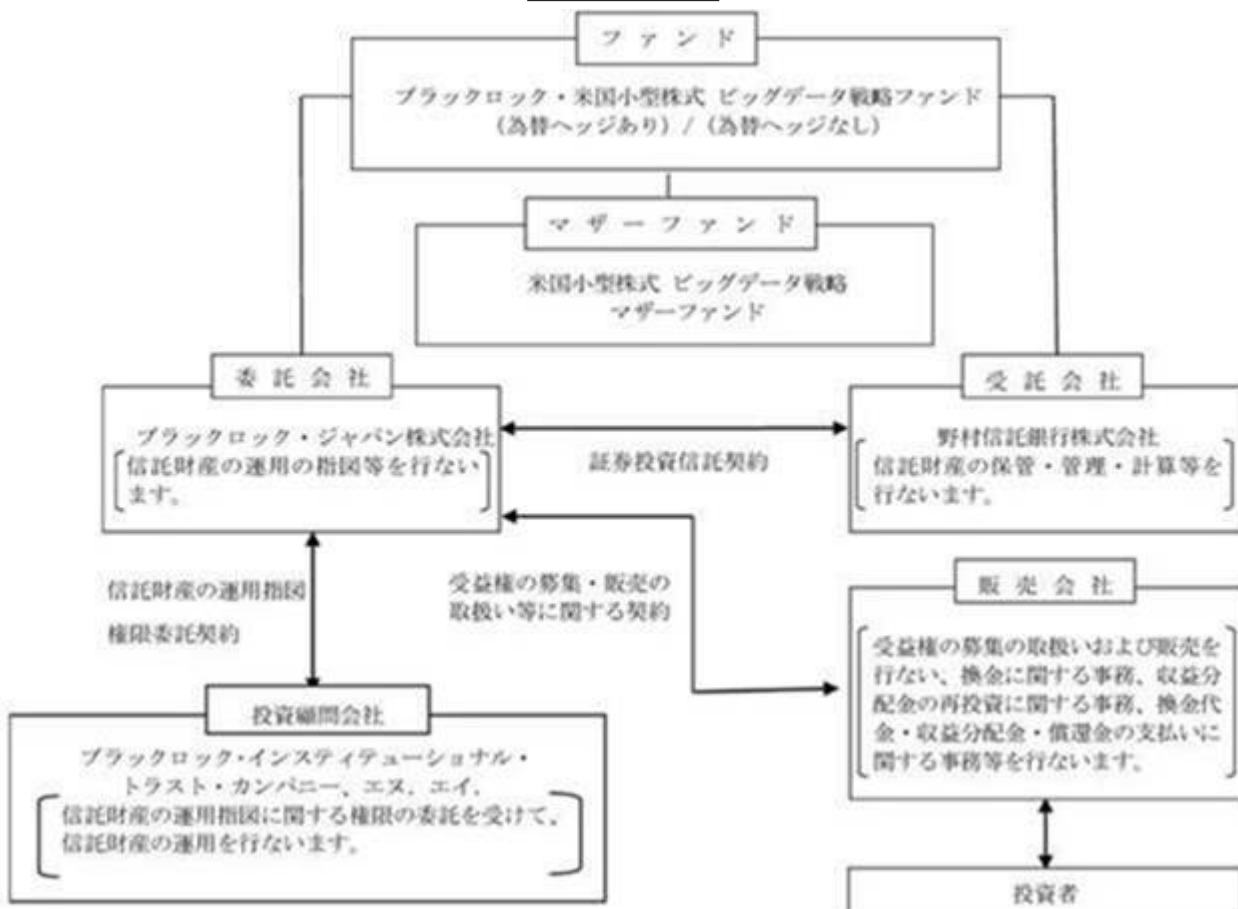 ファンド
ブラックロック・米国小型株式 ビッグデータ戦略ファンド
(為替ヘッジあり) / (為替ヘッジなし)
マザーファンド
米国小型株式 ビッグデータ戦略
マザーファンド
委託会社
ブラックロック・ジャパン株式会社
信託財産の運用の指図等を行ない
ます。
証券投資信託契約
受託会社
野村信託銀行株式会社
信託財産の保管・管理・計算等を
行ないます。
信託財産の運用指図
権限委託契約
受益権の募集・販売の
取扱い等に関する契約
販売会社
受益権の募集の取扱いおよび販売を
行ない、換金に関する事務、収益分
配金の再投資に関する事務、換金代
金・収益分配金・償還金の支払いに
関する事務等を行ないます。
投資顧問会社
ブラックロック・インスティテューショナル・
トラスト・カンパニー、エヌ.エイ.
信託財産の運用指図に関する権限の委託を受けて、
信託財産の運用を行ないます。
投資者